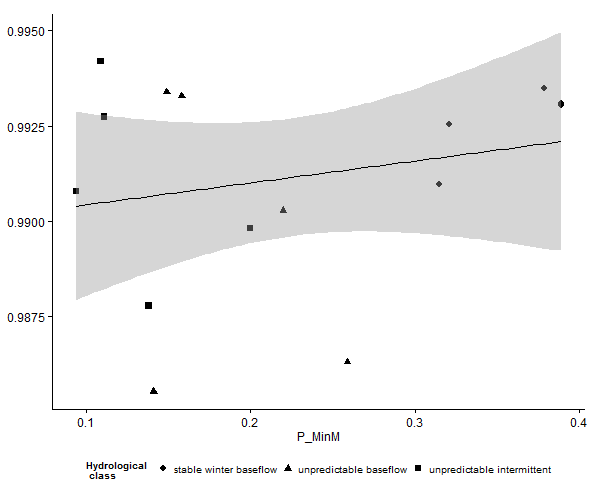 0.9950
0.9925
0.9900
0.9875
0.1 0.2 0.3 0.4
P_MinM
Hydrological
class
stable winter baseflow unpredictable baseflow unpredictable intermittent